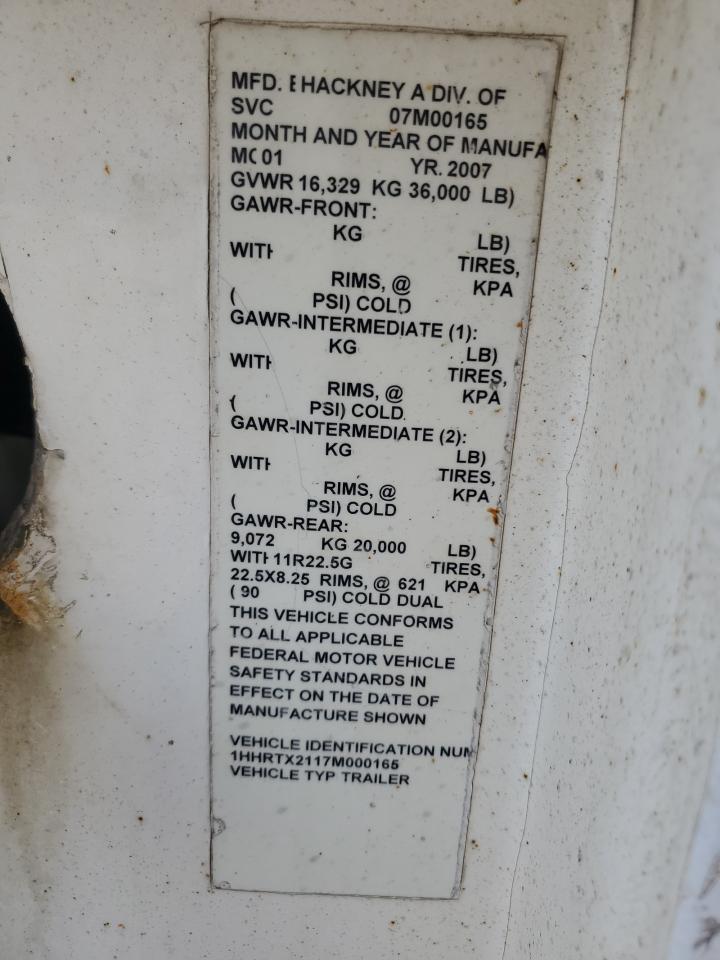 MFD. E HACKNEY A DIV. OF
SVC 07M00165
MONTH AND YEAR OF MANUFA
MO 01 YR. 2007
GVWR 16,329 KG 36,000 LB)
GAWR-FRONT:
KG LB)
WITH TIRES,
RIMS, @ KPA
( PSI) COLD
GAWR-INTERMEDIATE (1):
KG LB)
WITH TIRES,
RIMS, @ KPA
( PSI) COLD
GAWR-INTERMEDIATE (2):
KG LB)
WITH TIRES,
RIMS, @ KPA
( PSI) COLD
GAWR-REAR:
9,072 KG 20,000 LB)
WITH 11R22.5G TIRES,
22.5X8.25 RIMS, @ 621 KPA
( 90 PSI) COLD DUAL
THIS VEHICLE CONFORMS
TO ALL APPLICABLE
FEDERAL MOTOR VEHICLE
SAFETY STANDARDS IN
EFFECT ON THE DATE OF
MANUFACTURE SHOWN
VEHICLE IDENTIFICATION NUM
1HHRTX2117M000165
VEHICLE TYP TRAILER